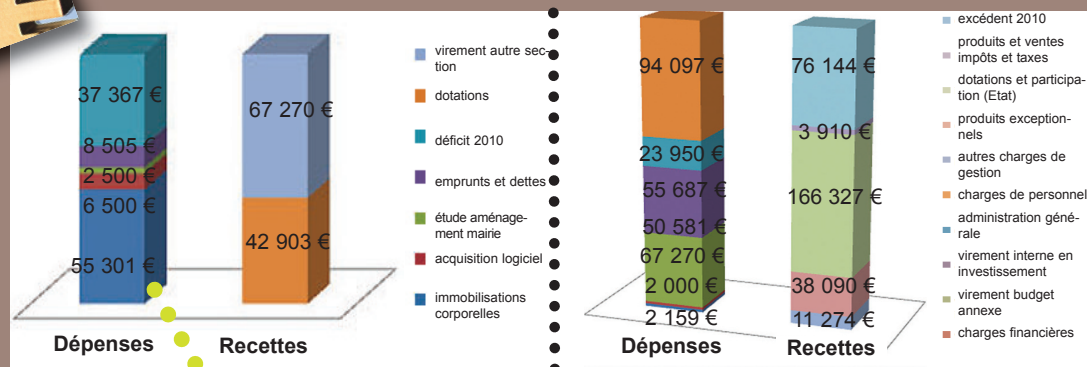 37 367 €
8 505 €
2 500 €
6 500 €
55 301 €
67 270 €
42 903 €
Dépenses
Recettes
virement autre sec-
tion
dotations
déficit 2010
emprunts et dettes
étude aménage-
ment mairie
acquisition logiciel
immobilisations
corporelles
94 097 €
23 950 €
55 687 €
50 581 €
67 270 €
2 000 €
2 159 €
76 144 €
3 910 €
166 327 €
38 090 €
11 274 €
Dépenses
Recettes
excédent 2010
produits et ventes
impôts et taxes
dotations et participa-
tion (Etat)
produits exception-
nels
autres charges de
gestion
charges de personnel
administration géné-
rale
virement interne en
investissement
virement budget
annexe
charges financières